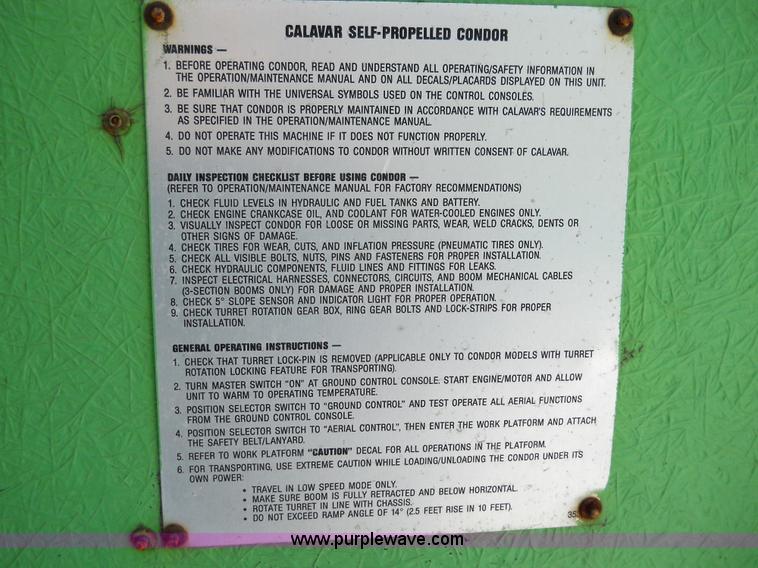 CALAVAR SELF-PROPELLED CONDOR
WARNINGS —
1. BEFORE OPERATING CONDOR, READ AND UNDERSTAND ALL OPERATING/SAFETY INFORMATION IN
THE OPERATION/MAINTENANCE MANUAL AND ON ALL DECALS/PLACARDS DISPLAYED ON THIS UNIT.
2. BE FAMILIAR WITH THE UNIVERSAL SYMBOLS USED ON THE CONTROL CONSOLES.
3. BE SURE THAT CONDOR IS PROPERLY MAINTAINED IN ACCORDANCE WITH CALAVAR'S REQUIREMENTS
AS SPECIFIED IN THE OPERATION/MAINTENANCE MANUAL.
4. DO NOT OPERATE THIS MACHINE IF IT DOES NOT FUNCTION PROPERLY.
5. DO NOT MAKE ANY MODIFICATIONS TO CONDOR WITHOUT WRITTEN CONSENT OF CALAVAR.
DAILY INSPECTION CHECKLIST BEFORE USING CONDOR —
(REFER TO OPERATION/MAINTENANCE MANUAL FOR FACTORY RECOMMENDATIONS)
1. CHECK FLUID LEVELS IN HYDRAULIC AND FUEL TANKS AND BATTERY.
2. CHECK ENGINE CRANKCASE OIL, AND COOLANT FOR WATER-COOLED ENGINES ONLY.
3. VISUALLY INSPECT CONDOR FOR LOOSE OR MISSING PARTS, WEAR, WELD CRACKS, DENTS OR
OTHER SIGNS OF DAMAGE.
4. CHECK TIRES FOR WEAR, CUTS, AND INFLATION PRESSURE (PNEUMATIC TIRES ONLY).
5. CHECK ALL VISIBLE BOLTS, NUTS, PINS AND FASTENERS FOR PROPER INSTALLATION.
6. CHECK HYDRAULIC COMPONENTS, FLUID LINES AND FITTINGS FOR LEAKS.
7. INSPECT ELECTRICAL HARNESSES, CONNECTORS, CIRCUITS, AND BOOM MECHANICAL CABLES
(3-SECTION BOOMS ONLY) FOR DAMAGE AND PROPER INSTALLATION.
8. CHECK 5° SLOPE SENSOR AND INDICATOR LIGHT FOR PROPER OPERATION.
9. CHECK TURRET ROTATION GEAR BOX, RING GEAR BOLTS AND LOCK-STRIPS FOR PROPER
INSTALLATION.
GENERAL OPERATING INSTRUCTIONS —
1. CHECK THAT TURRET LOCK-PIN IS REMOVED (APPLICABLE ONLY TO CONDOR MODELS WITH TURRET
ROTATION LOCKING FEATURE FOR TRANSPORTING).
2. TURN MASTER SWITCH "ON" AT GROUND CONTROL CONSOLE. START ENGINE/MOTOR AND ALLOW
UNIT TO WARM TO OPERATING TEMPERATURE.
3. POSITION SELECTOR SWITCH TO "GROUND CONTROL" AND TEST OPERATE ALL AERIAL FUNCTIONS
FROM THE GROUND CONTROL CONSOLE.
4. POSITION SELECTOR SWITCH TO "AERIAL CONTROL", THEN ENTER THE WORK PLATFORM AND ATTACH
THE SAFETY BELT/LANYARD.
5. REFER TO WORK PLATFORM "CAUTION" DECAL FOR ALL OPERATIONS IN THE PLATFORM.
6. FOR TRANSPORTING, USE EXTREME CAUTION WHILE LOADING/UNLOADING THE CONDOR UNDER ITS
OWN POWER:
• TRAVEL IN LOW SPEED MODE ONLY.
• MAKE SURE BOOM IS FULLY RETRACTED AND BELOW HORIZONTAL.
• ROTATE TURRET IN LINE WITH CHASSIS.
• DO NOT EXCEED RAMP ANGLE OF 14° (2.5 FEET RISE IN 10 FEET).
www.purplewave.com